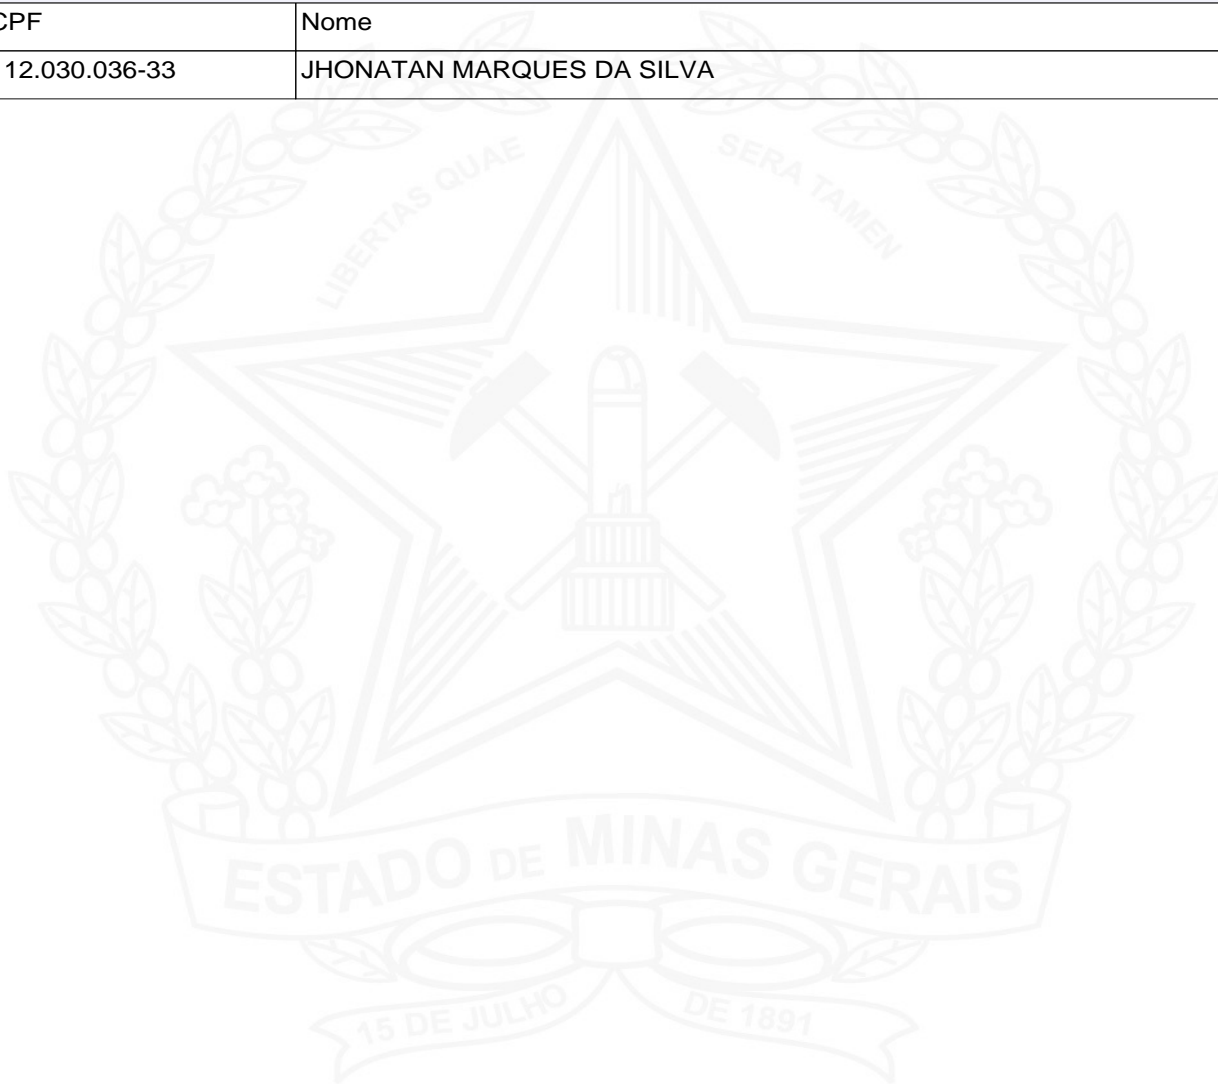 CPF Nome
12.030.036-33 JHONATAN MARQUES DA SILVA
LIBERTAS QUAE SERA TAMEN
ESTADO DE MINAS GERAIS
15 DE JULHO DE 1891